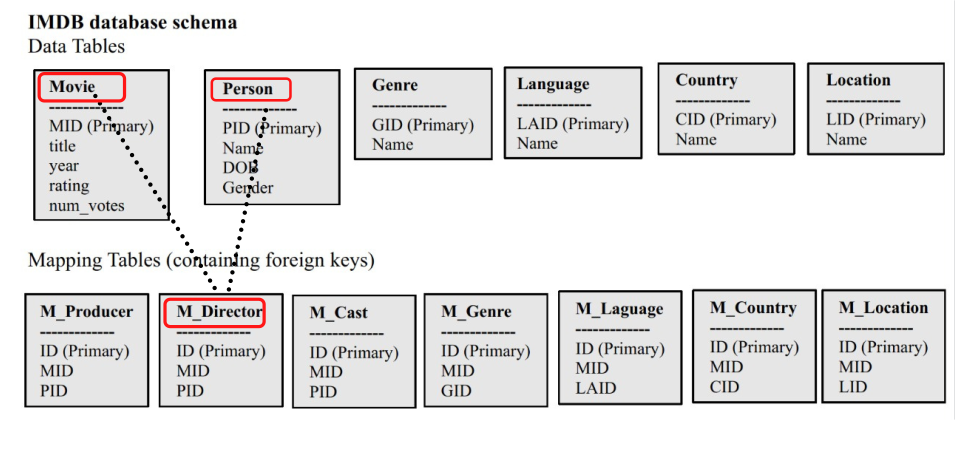 IMDB database schema
Data Tables
Movie
-------------
MID (Primary)
title
year
rating
num_votes
Person
-------------
PID (Primary)
Name
DOB
Gender
Genre
-------------
GID (Primary)
Name
Language
-------------
LAID (Primary)
Name
Country
-------------
CID (Primary)
Name
Location
-------------
LID (Primary)
Name
Mapping Tables (containing foreign keys)
M_Producer
-------------
ID (Primary)
MID
PID
M_Director
-------------
ID (Primary)
MID
PID
M_Cast
-------------
ID (Primary)
MID
PID
M_Genre
-------------
ID (Primary)
MID
GID
M_Laguage
-------------
ID (Primary)
MID
LAID
M_Country
-------------
ID (Primary)
MID
CID
M_Location
-------------
ID (Primary)
MID
LID